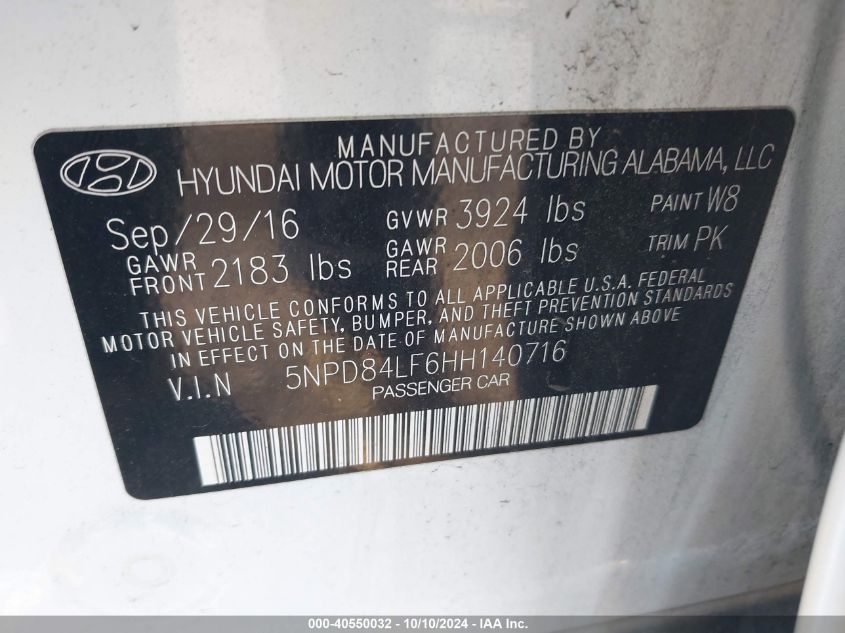 MANUFACTURED BY
HYUNDAI MOTOR MANUFACTURING ALABAMA, LLC
Sep/29/16 GVWR 3924 lbs PAINT W8
GAWR FRONT 2183 lbs GAWR REAR 2006 lbs TRIM PK
THIS VEHICLE CONFORMS TO ALL APPLICABLE U.S.A. FEDERAL
MOTOR VEHICLE SAFETY, BUMPER, AND THEFT PREVENTION STANDARDS
IN EFFECT ON THE DATE OF MANUFACTURE SHOWN ABOVE
V.I.N 5NPD84LF6HH140716
PASSENGER CAR
000-40550032 - 10/10/2024 - IAA Inc.